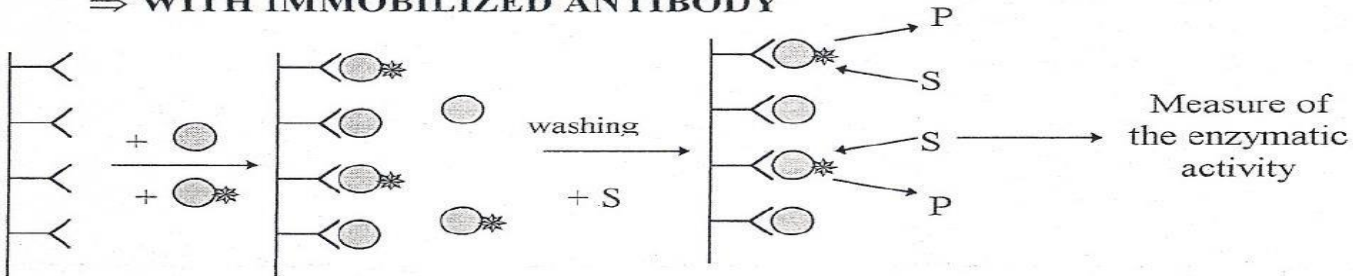 ⇒ WITH IMMOBILIZED ANTIBODY
+
+
washing
+ S
P
S
S
P
Measure of
the enzymatic
activity